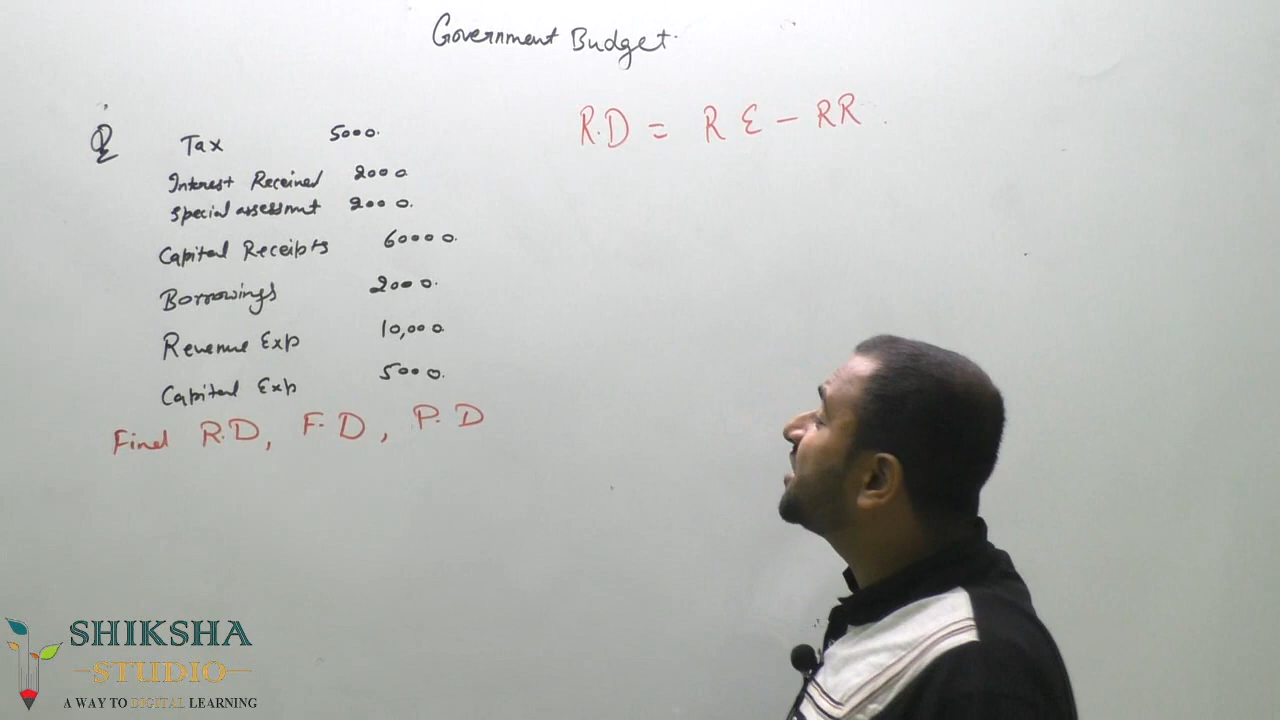 Government Budget.
Q Tax 5000.
Interest Received 2000
Special assessmnt 2000.
Capital Receipts 60000.
Borrowings 2000.
Revenue Exp 10,000.
Capital Exp 5000.
Find R.D, F.D, P.D
R.D = RE - RR.
SHIKSHA
STUDIO
A WAY TO DIGITAL LEARNING